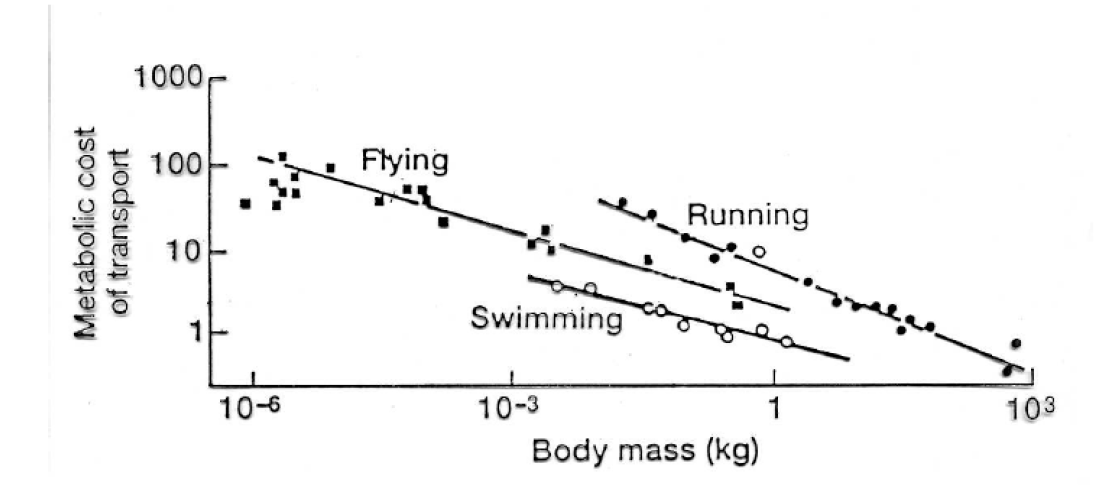 Metabolic cost
of transport
1000
100
10
1
Flying
Running
Swimming
10⁻⁶
10⁻³
1
10³
Body mass (kg)